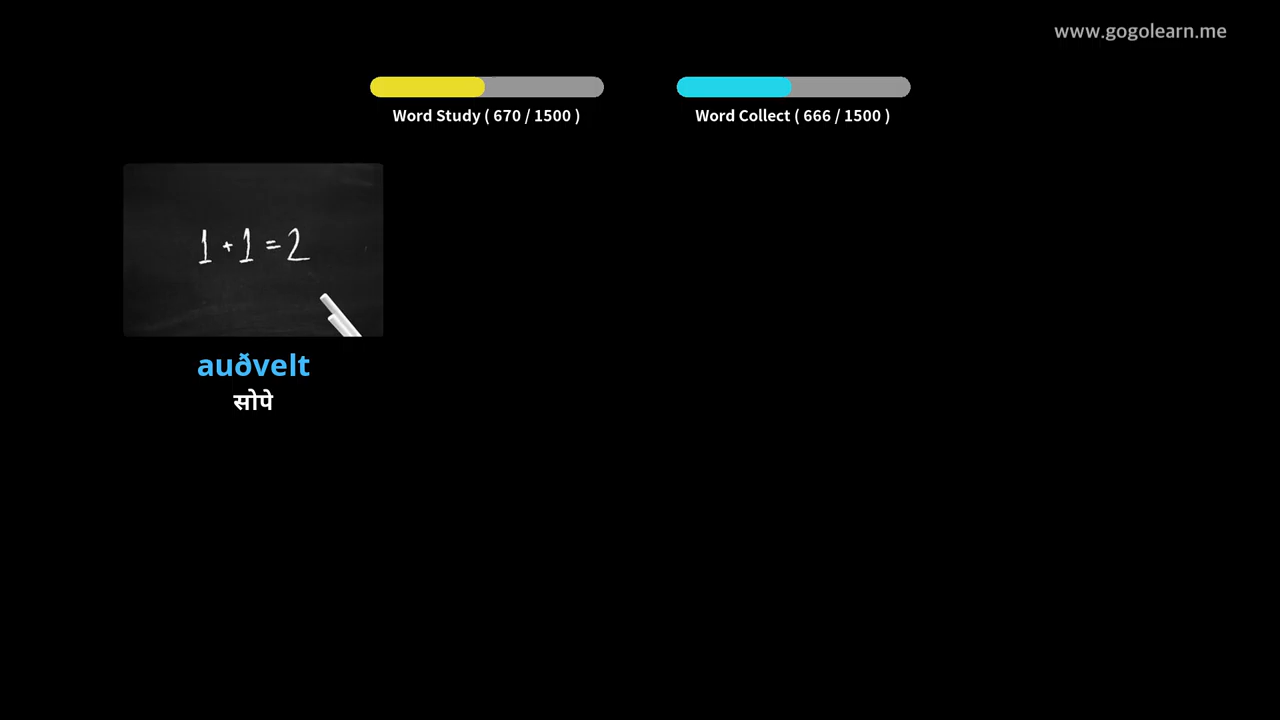 www.gogolearn.me
Word Study ( 670 / 1500 )
Word Collect ( 666 / 1500 )
1 + 1 = 2
auðvelt
सोपे